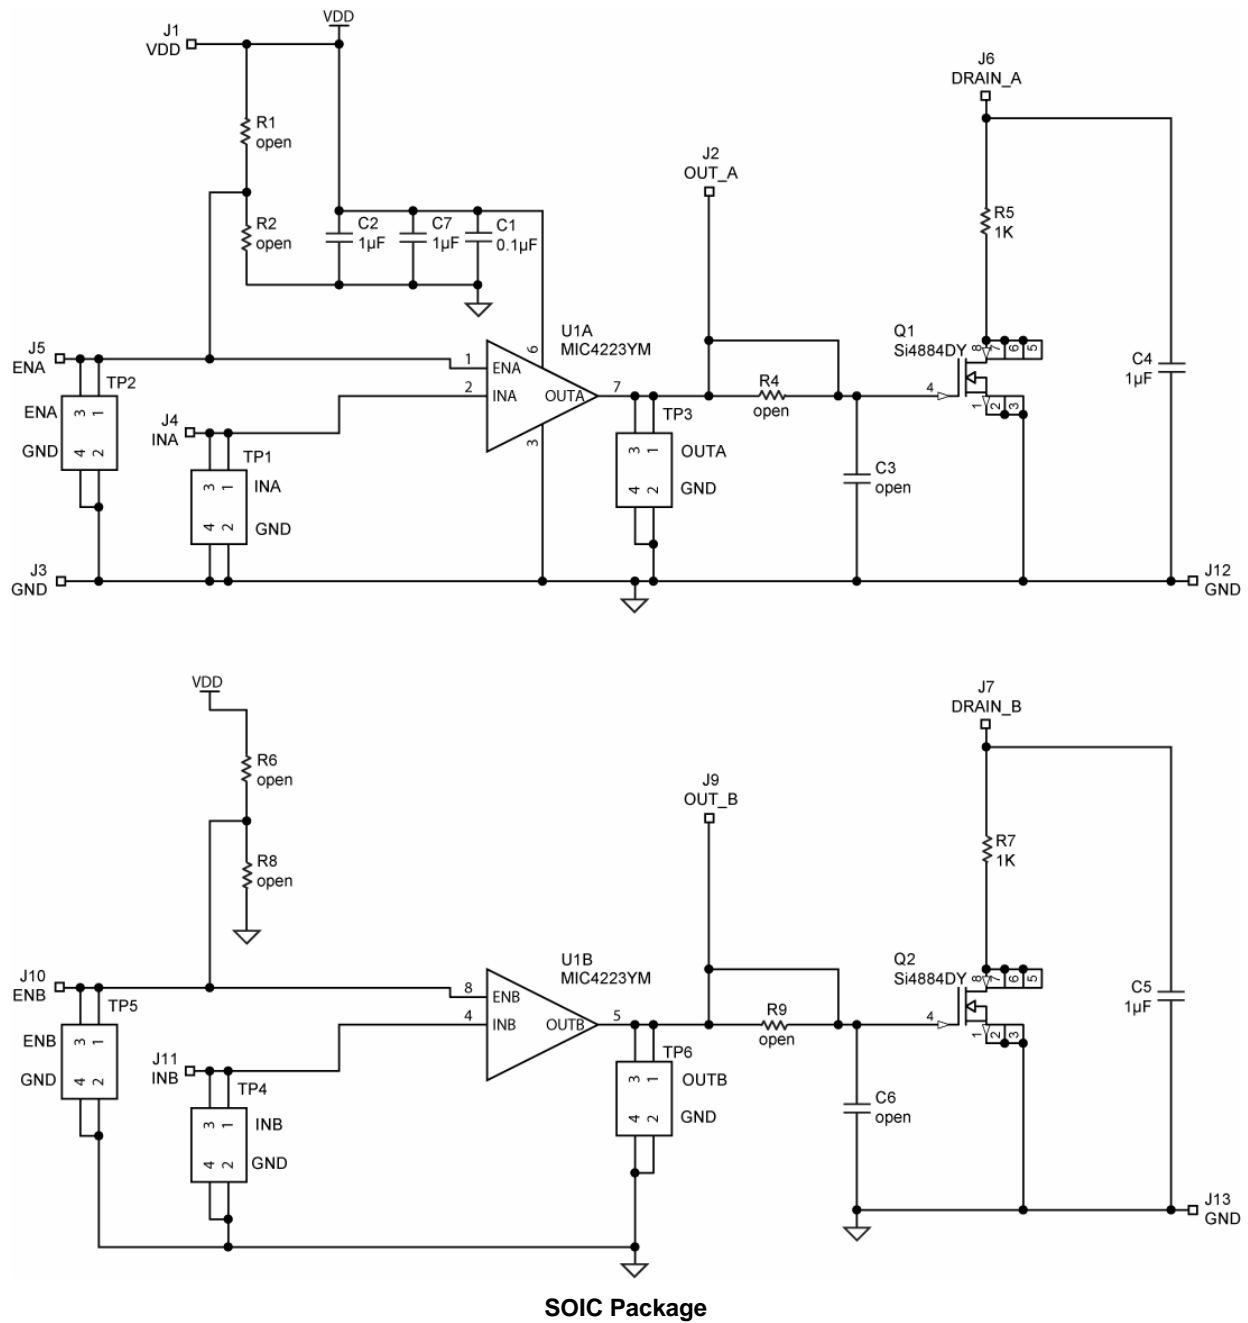 VDD
J1
VDD
R1
open
R2
open
C2
1µF
C7
1µF
C1
0.1µF
J6
DRAIN_A
J2
OUT_A
R5
1K
U1A
MIC4223YM
6
1
ENA
2
INA
OUTA
7
3
J5
ENA
TP2
ENA
3 1
GND
4 2
J4
INA
TP1
3 1
INA
4 2
GND
TP3
3 1
OUTA
4 2
GND
R4
open
C3
open
Q1
Si4884DY
8 7 6 5
4
1 2 3
C4
1µF
J3
GND
J12
GND
VDD
R6
open
R8
open
J7
DRAIN_B
J9
OUT_B
R7
1K
U1B
MIC4223YM
8
ENB
4
INB
OUTB
5
J10
ENB
TP5
ENB
3 1
GND
4 2
J11
INB
TP4
3 1
INB
4 2
GND
TP6
3 1
OUTB
4 2
GND
R9
open
C6
open
Q2
Si4884DY
8 7 6 5
4
1 2 3
C5
1µF
J13
GND
SOIC Package